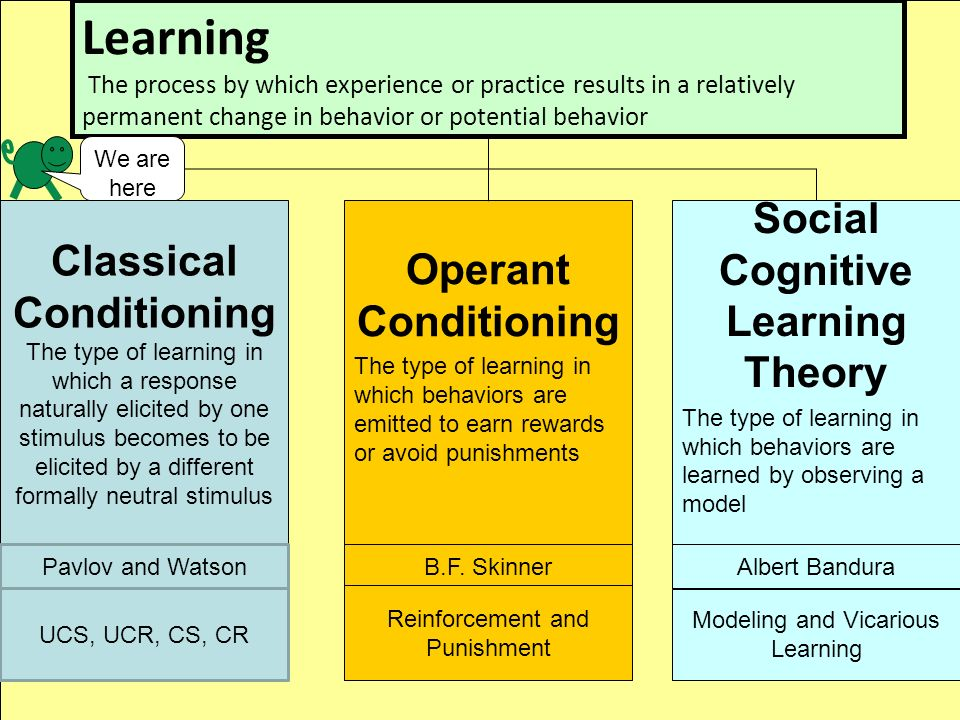 Learning
The process by which experience or practice results in a relatively
permanent change in behavior or potential behavior
We are
here
Classical
Conditioning
The type of learning in
which a response
naturally elicited by one
stimulus becomes to be
elicited by a different
formally neutral stimulus
Pavlov and Watson
UCS, UCR, CS, CR
Operant
Conditioning
The type of learning in
which behaviors are
emitted to earn rewards
or avoid punishments
B.F. Skinner
Reinforcement and
Punishment
Social
Cognitive
Learning
Theory
The type of learning in
which behaviors are
learned by observing a
model
Albert Bandura
Modeling and Vicarious
Learning